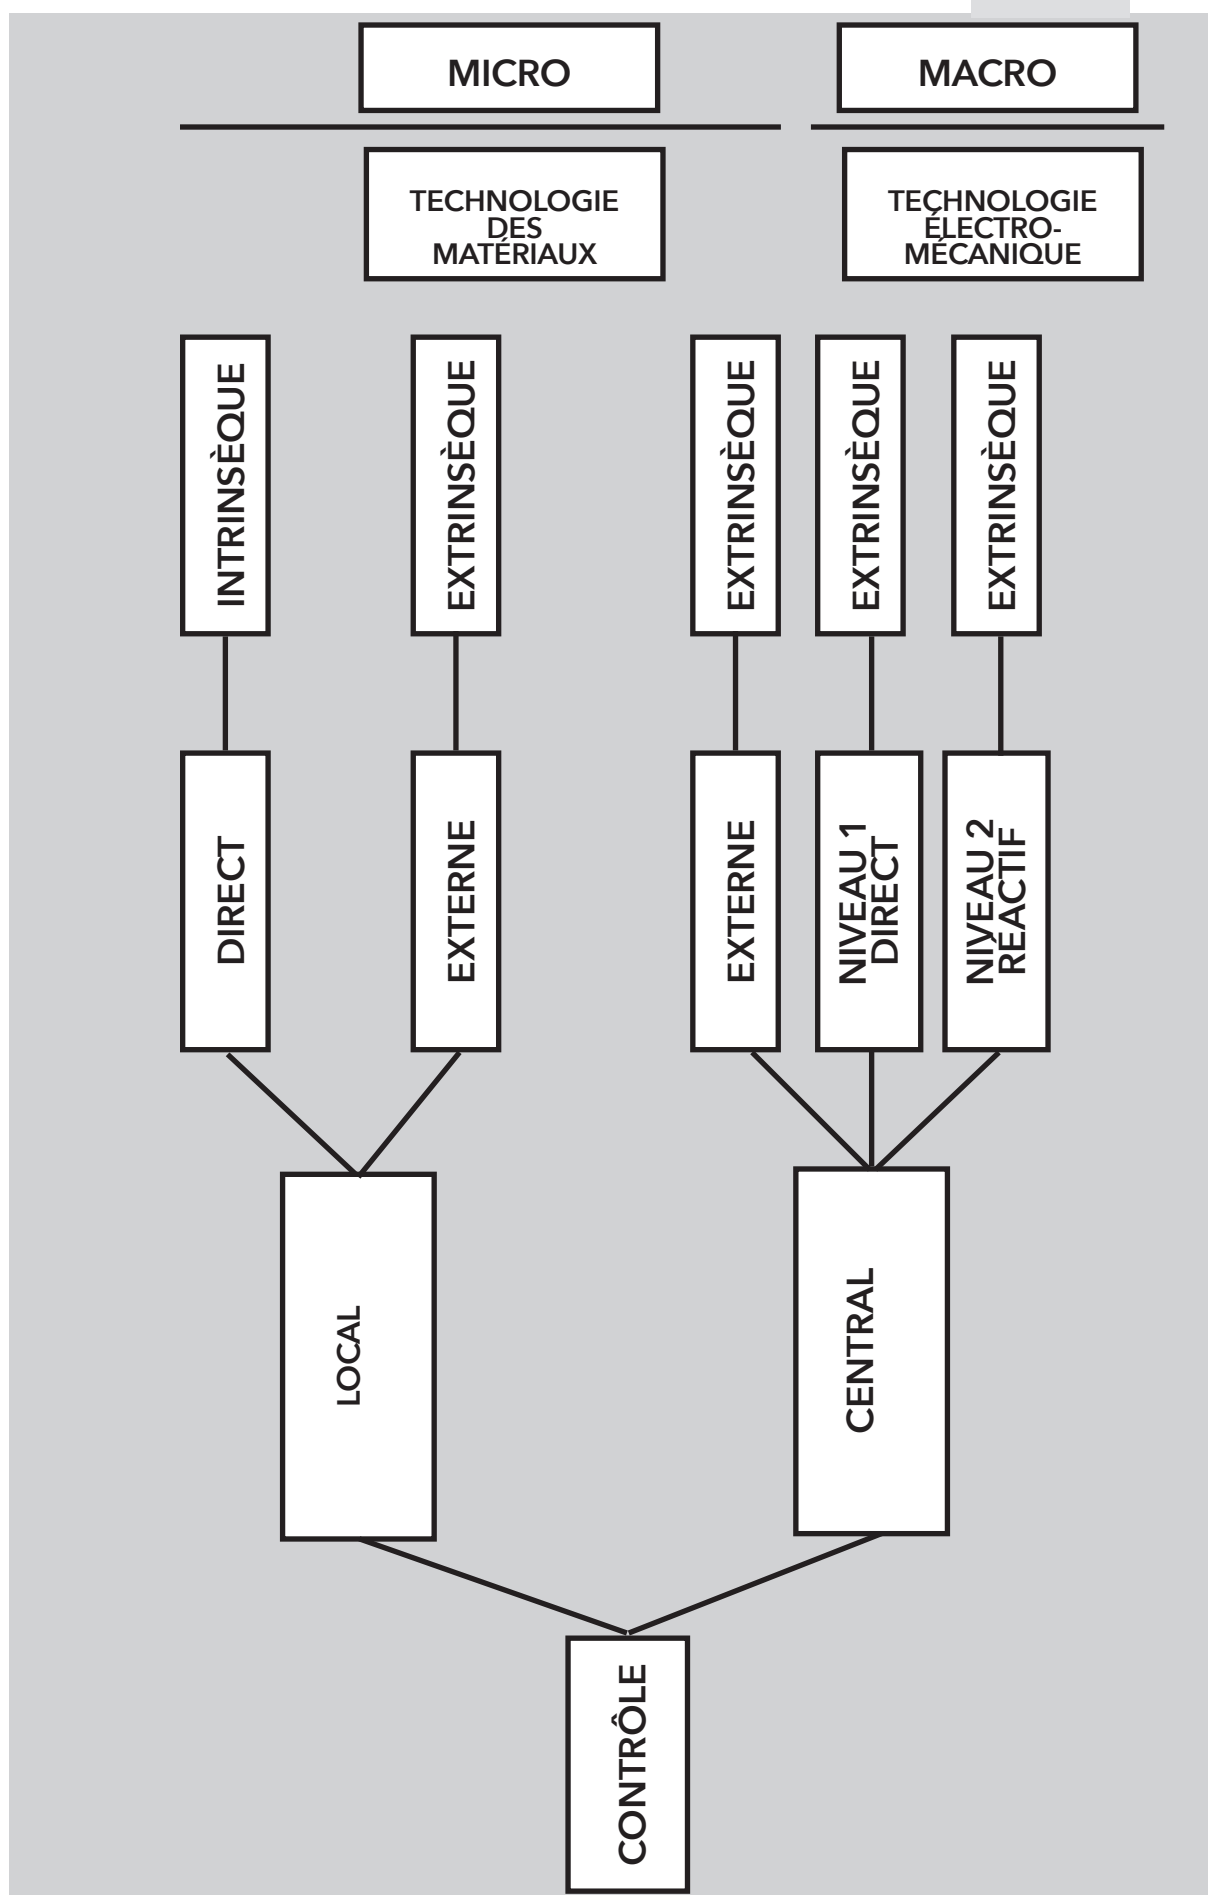 MICRO
MACRO
TECHNOLOGIE
DES
MATÉRIAUX
TECHNOLOGIE
ÉLECTRO-
MÉCANIQUE
INTRINSÈQUE
EXTRINSÈQUE
EXTRINSÈQUE
EXTRINSÈQUE
EXTRINSÈQUE
DIRECT
EXTERNE
EXTERNE
NIVEAU 1
DIRECT
NIVEAU 2
RÉACTIF
LOCAL
CENTRAL
CONTRÔLE